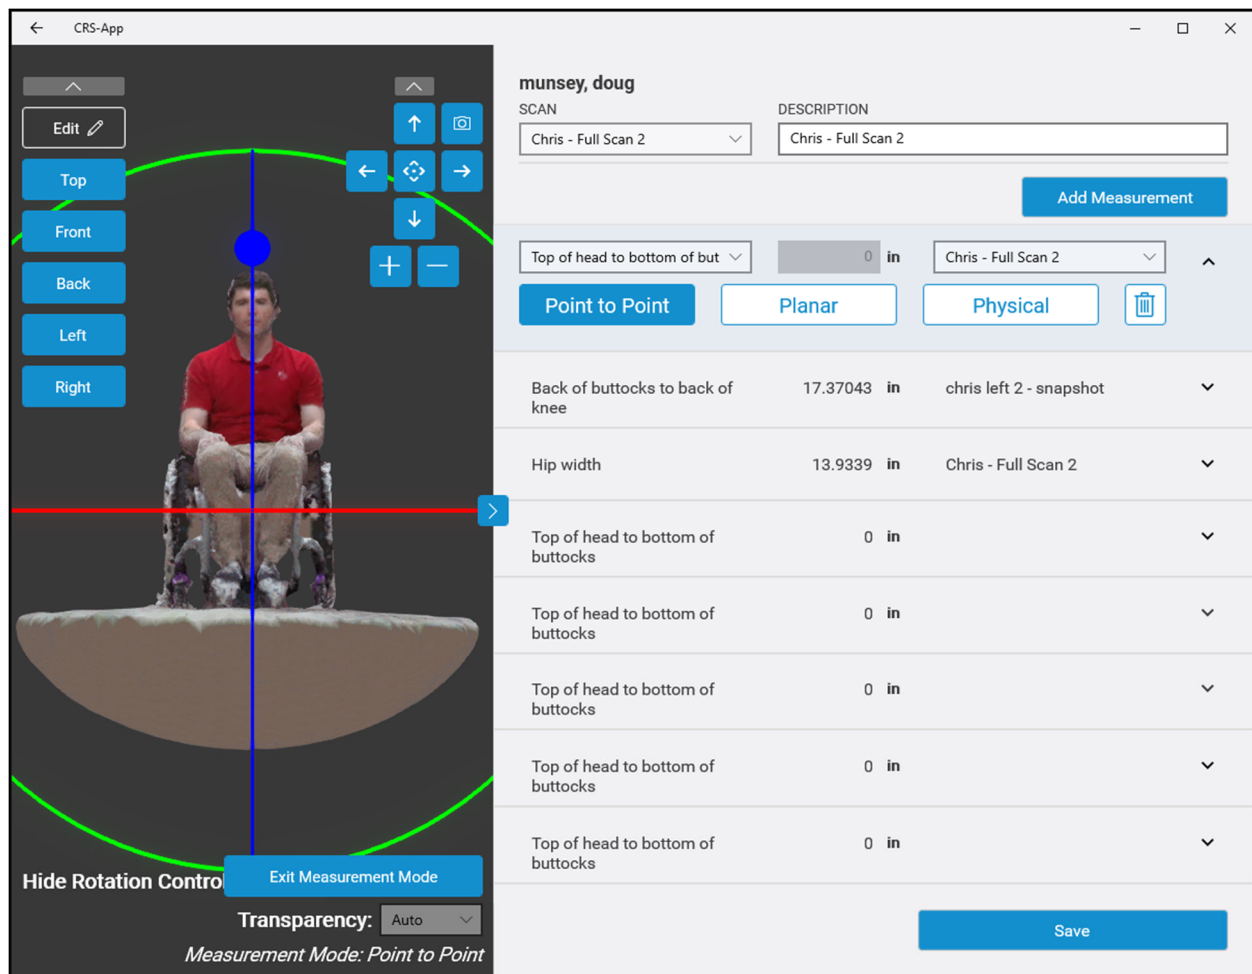 CRS-App
Edit
Top
Front
Back
Left
Right
Hide Rotation Contro
Exit Measurement Mode
Transparency: Auto
Measurement Mode: Point to Point
munsey, doug
SCAN DESCRIPTION
Chris - Full Scan 2 Chris - Full Scan 2
Add Measurement
Top of head to bottom of but 0 in Chris - Full Scan 2
Point to Point Planar Physical
Back of buttocks to back of 17.37043 in chris left 2 - snapshot
knee
Hip width 13.9339 in Chris - Full Scan 2
Top of head to bottom of 0 in
buttocks
Top of head to bottom of 0 in
buttocks
Top of head to bottom of 0 in
buttocks
Top of head to bottom of 0 in
buttocks
Top of head to bottom of 0 in
buttocks
Save